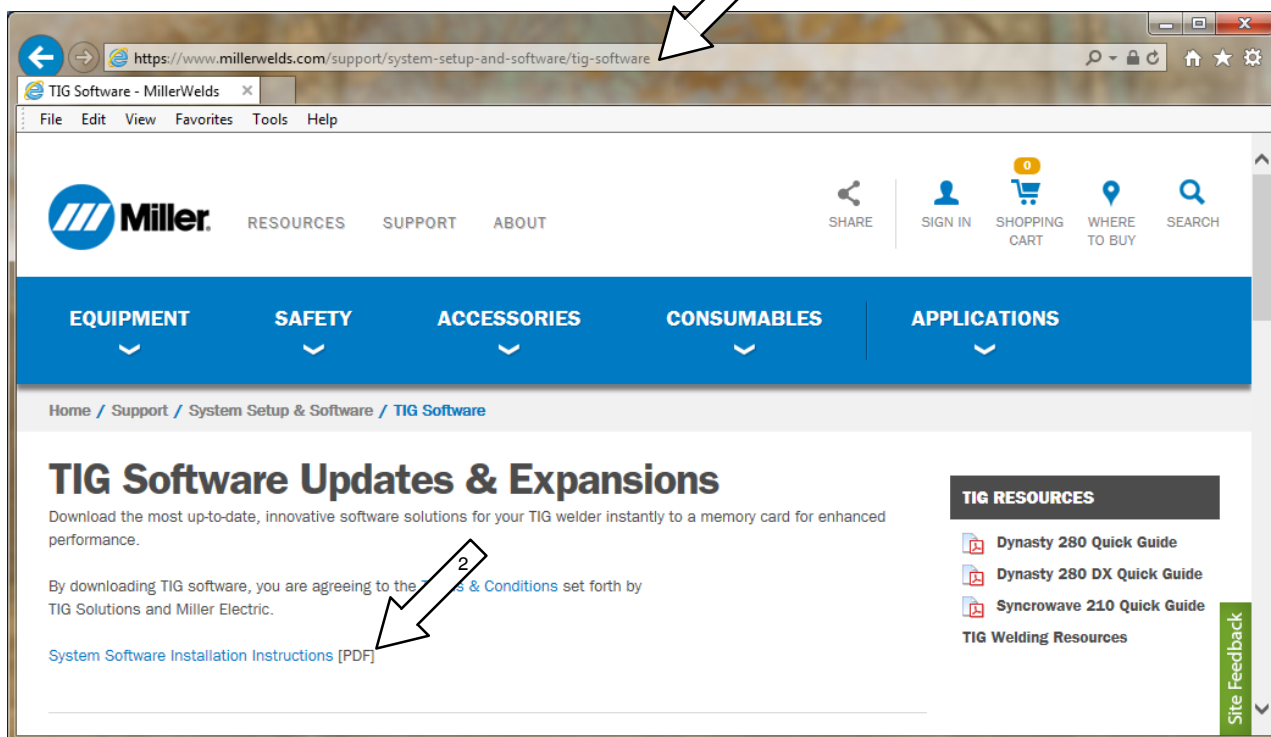 https://www.millerwelds.com/support/system-setup-and-software/tig-software
TIG Software - MillerWelds
File Edit View Favorites Tools Help
0
Miller RESOURCES SUPPORT ABOUT SHARE SIGN IN SHOPPING CART WHERE TO BUY SEARCH
EQUIPMENT SAFETY ACCESSORIES CONSUMABLES APPLICATIONS
Home / Support / System Setup & Software / TIG Software
TIG Software Updates & Expansions
Download the most up-to-date, innovative software solutions for your TIG welder instantly to a memory card for enhanced
performance.
2
By downloading TIG software, you are agreeing to the & Conditions set forth by
TIG Solutions and Miller Electric.
System Software Installation Instructions [PDF]
TIG RESOURCES
Dynasty 280 Quick Guide
Dynasty 280 DX Quick Guide
Syncrowave 210 Quick Guide
TIG Welding Resources
Site Feedback